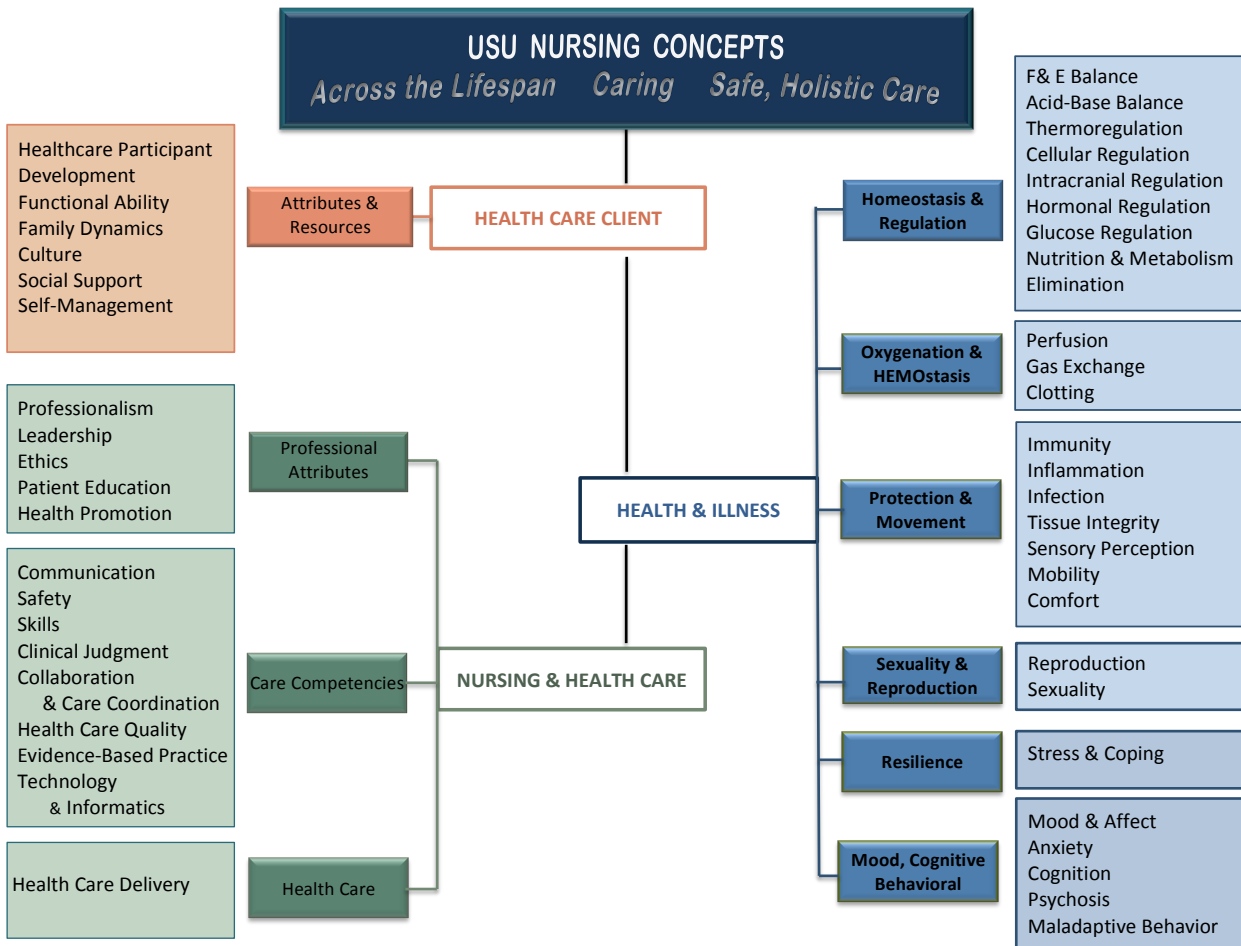 USU NURSING CONCEPTS
Across the Lifespan Caring Safe, Holistic Care
HEALTH CARE CLIENT
Attributes &
Resources
Healthcare Participant
Development
Functional Ability
Family Dynamics
Culture
Social Support
Self-Management
HEALTH & ILLNESS
Homeostasis &
Regulation
F& E Balance
Acid-Base Balance
Thermoregulation
Cellular Regulation
Intracranial Regulation
Hormonal Regulation
Glucose Regulation
Nutrition & Metabolism
Elimination
Oxygenation &
HEMOstasis
Perfusion
Gas Exchange
Clotting
Protection &
Movement
Immunity
Inflammation
Infection
Tissue Integrity
Sensory Perception
Mobility
Comfort
Sexuality &
Reproduction
Reproduction
Sexuality
Resilience
Stress & Coping
Mood, Cognitive
Behavioral
Mood & Affect
Anxiety
Cognition
Psychosis
Maladaptive Behavior
NURSING & HEALTH CARE
Professional
Attributes
Professionalism
Leadership
Ethics
Patient Education
Health Promotion
Care Competencies
Communication
Safety
Skills
Clinical Judgment
Collaboration
& Care Coordination
Health Care Quality
Evidence-Based Practice
Technology
& Informatics
Health Care
Health Care Delivery